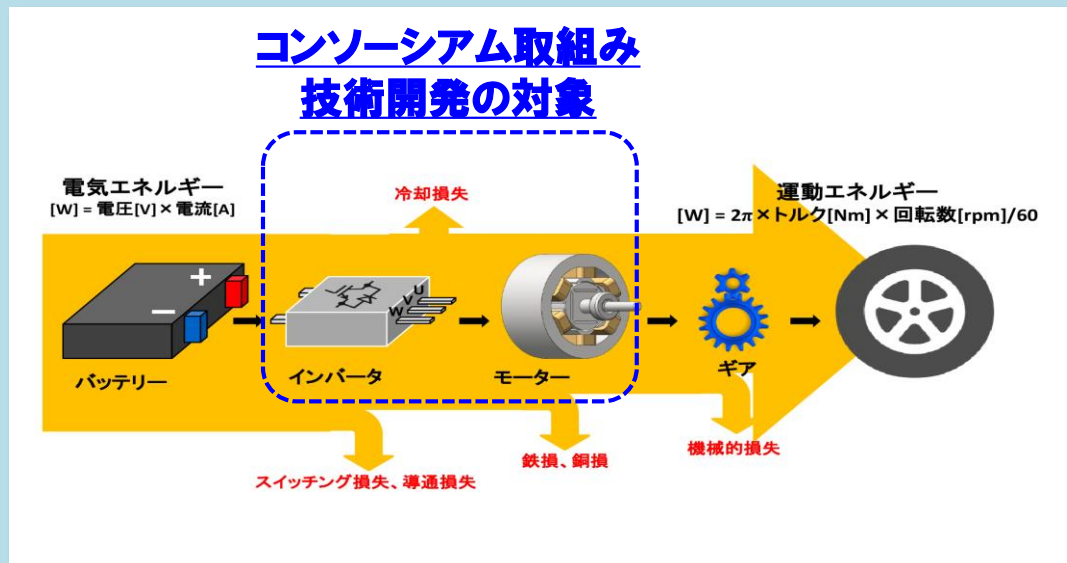 コンソーシアム取組み
技術開発の対象
電気エネルギー
[W] = 電圧[V] × 電流[A]
冷却損失
運動エネルギー
[W] = 2π × トルク[Nm] × 回転数[rpm]/60
+
−
U
V
W
バッテリー
インバータ
モーター
ギア
スイッチング損失、導通損失
鉄損、銅損
機械的損失